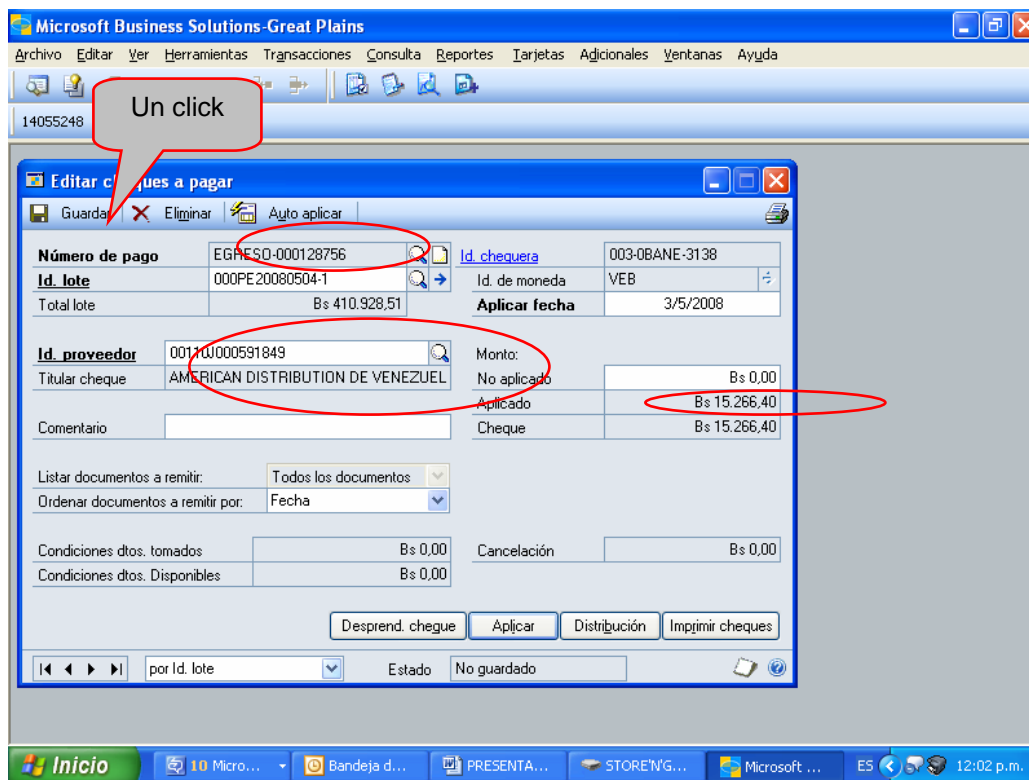 Microsoft Business Solutions-Great Plains
Archivo Editar Ver Herramientas Transacciones Consulta Reportes Tarjetas Adicionales Ventanas Ayuda
Un click
14055248
Editar cheques a pagar
Guardar Eliminar Auto aplicar
Número de pago EGRESO-000128756 Id. chequera 003-0BANE-3138
Id. lote 000PE20080504-1 Id. de moneda VEB
Total lote Bs 410.928,51 Aplicar fecha 3/5/2008
Id. proveedor 00110J000591849 Monto:
Titular cheque AMERICAN DISTRIBUTION DE VENEZUEL No aplicado Bs 0,00
Aplicado Bs 15.266,40
Comentario Cheque Bs 15.266,40
Listar documentos a remitir: Todos los documentos
Ordenar documentos a remitir por: Fecha
Condiciones dtos. tomados Bs 0,00 Cancelación Bs 0,00
Condiciones dtos. Disponibles Bs 0,00
Desprend. cheque Aplicar Distribución Imprimir cheques
por Id. lote Estado No guardado
Inicio 10 Micro... Bandeja d... PRESENTA... STORE'N'G... Microsoft ... ES 12:02 p.m.